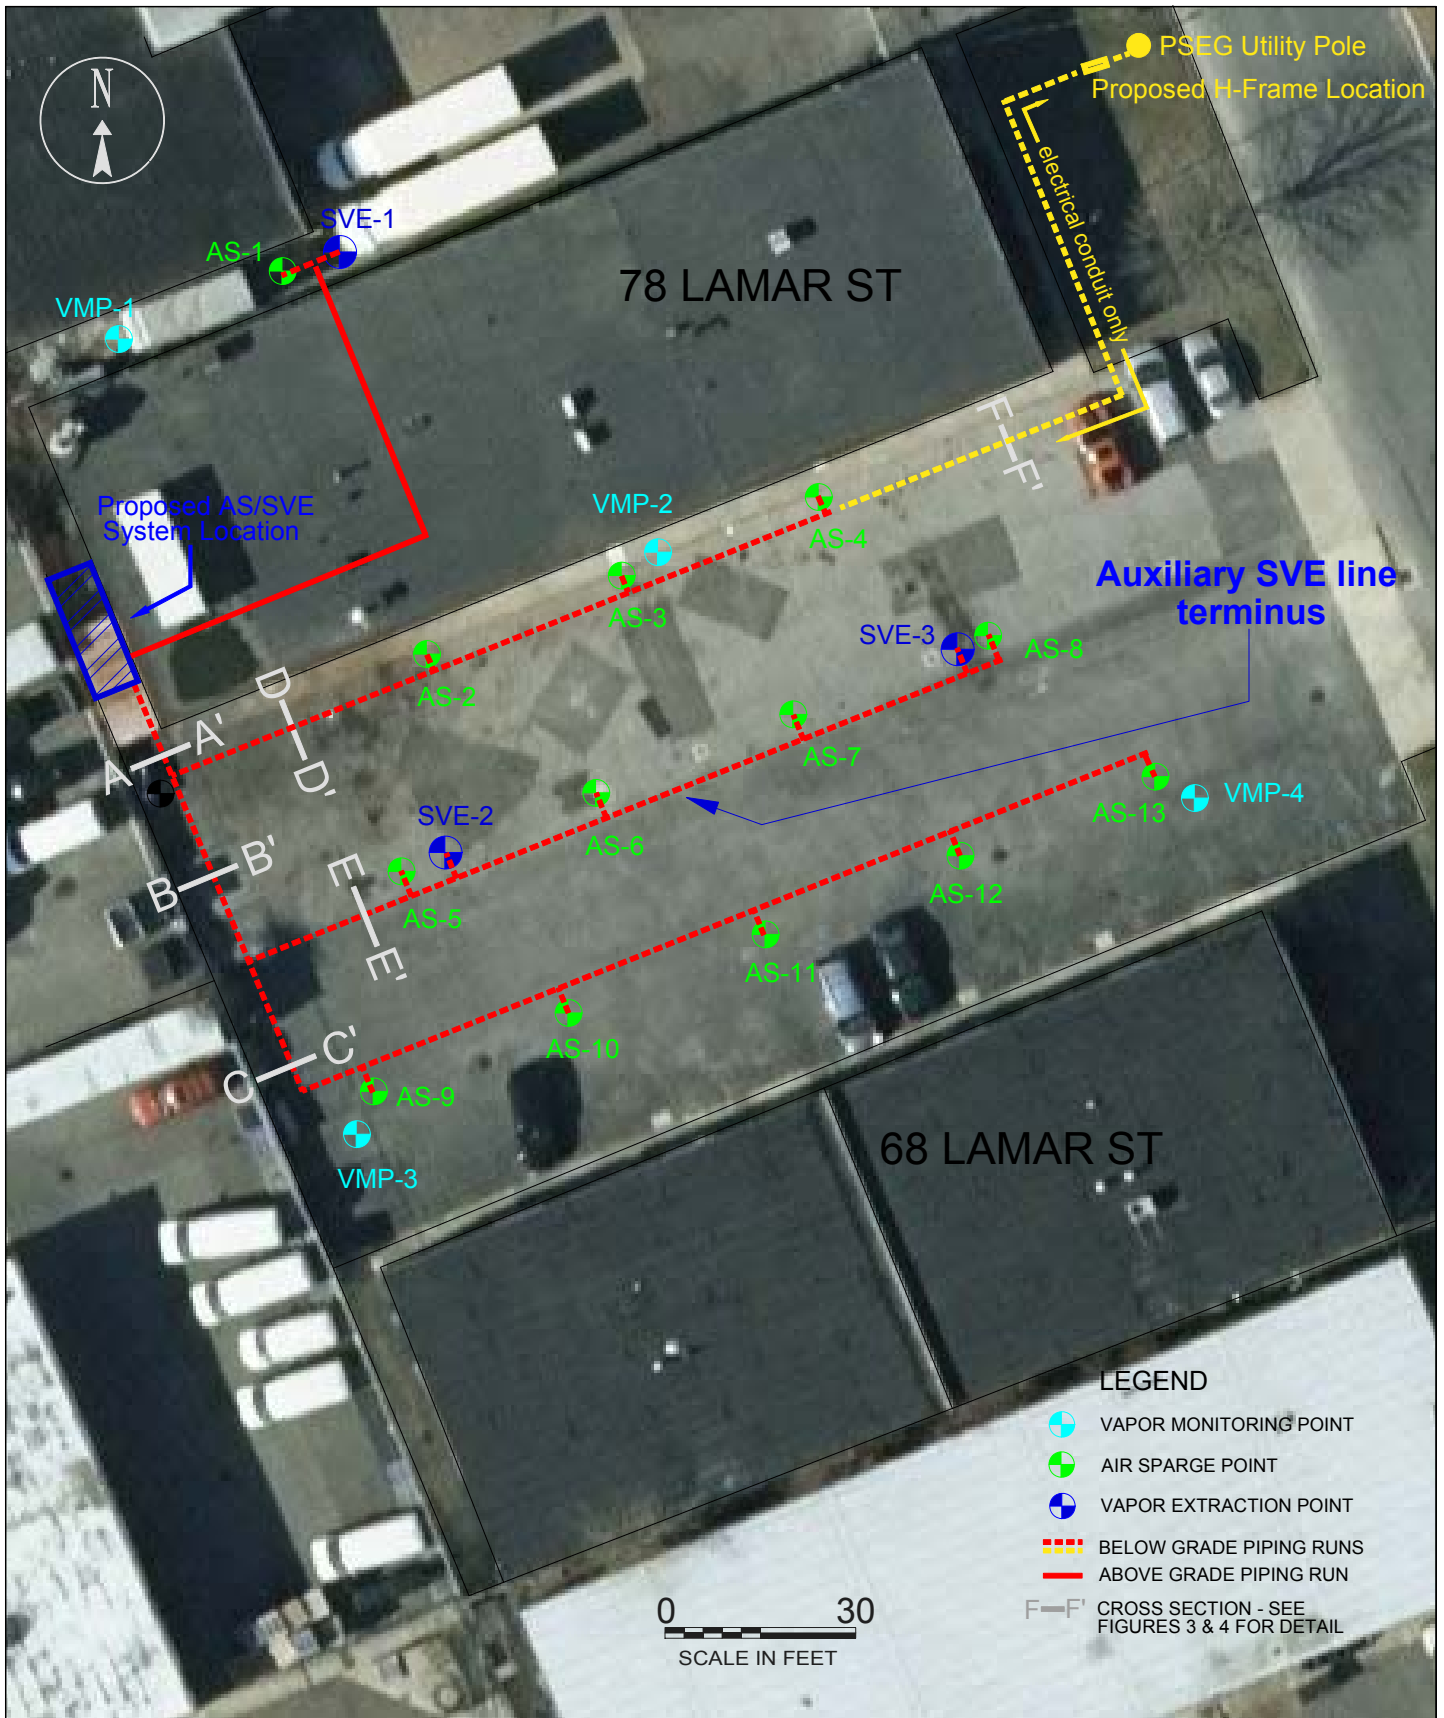 N
PSEG Utility Pole
Proposed H-Frame Location
electrical conduit only
SVE-1
AS-1
VMP-1
78 LAMAR ST
F-F'
Proposed AS/SVE
System Location
VMP-2
AS-4
Auxiliary SVE line
terminus
AS-3
SVE-3
AS-8
AS-2
D-D'
A-A'
AS-7
SVE-2
AS-6
AS-13
VMP-4
B-B'
E-E'
AS-5
AS-12
AS-11
C-C'
AS-10
AS-9
VMP-3
68 LAMAR ST
LEGEND
VAPOR MONITORING POINT
AIR SPARGE POINT
VAPOR EXTRACTION POINT
BELOW GRADE PIPING RUNS
ABOVE GRADE PIPING RUN
F-F' CROSS SECTION - SEE
FIGURES 3 & 4 FOR DETAIL
0 30
SCALE IN FEET